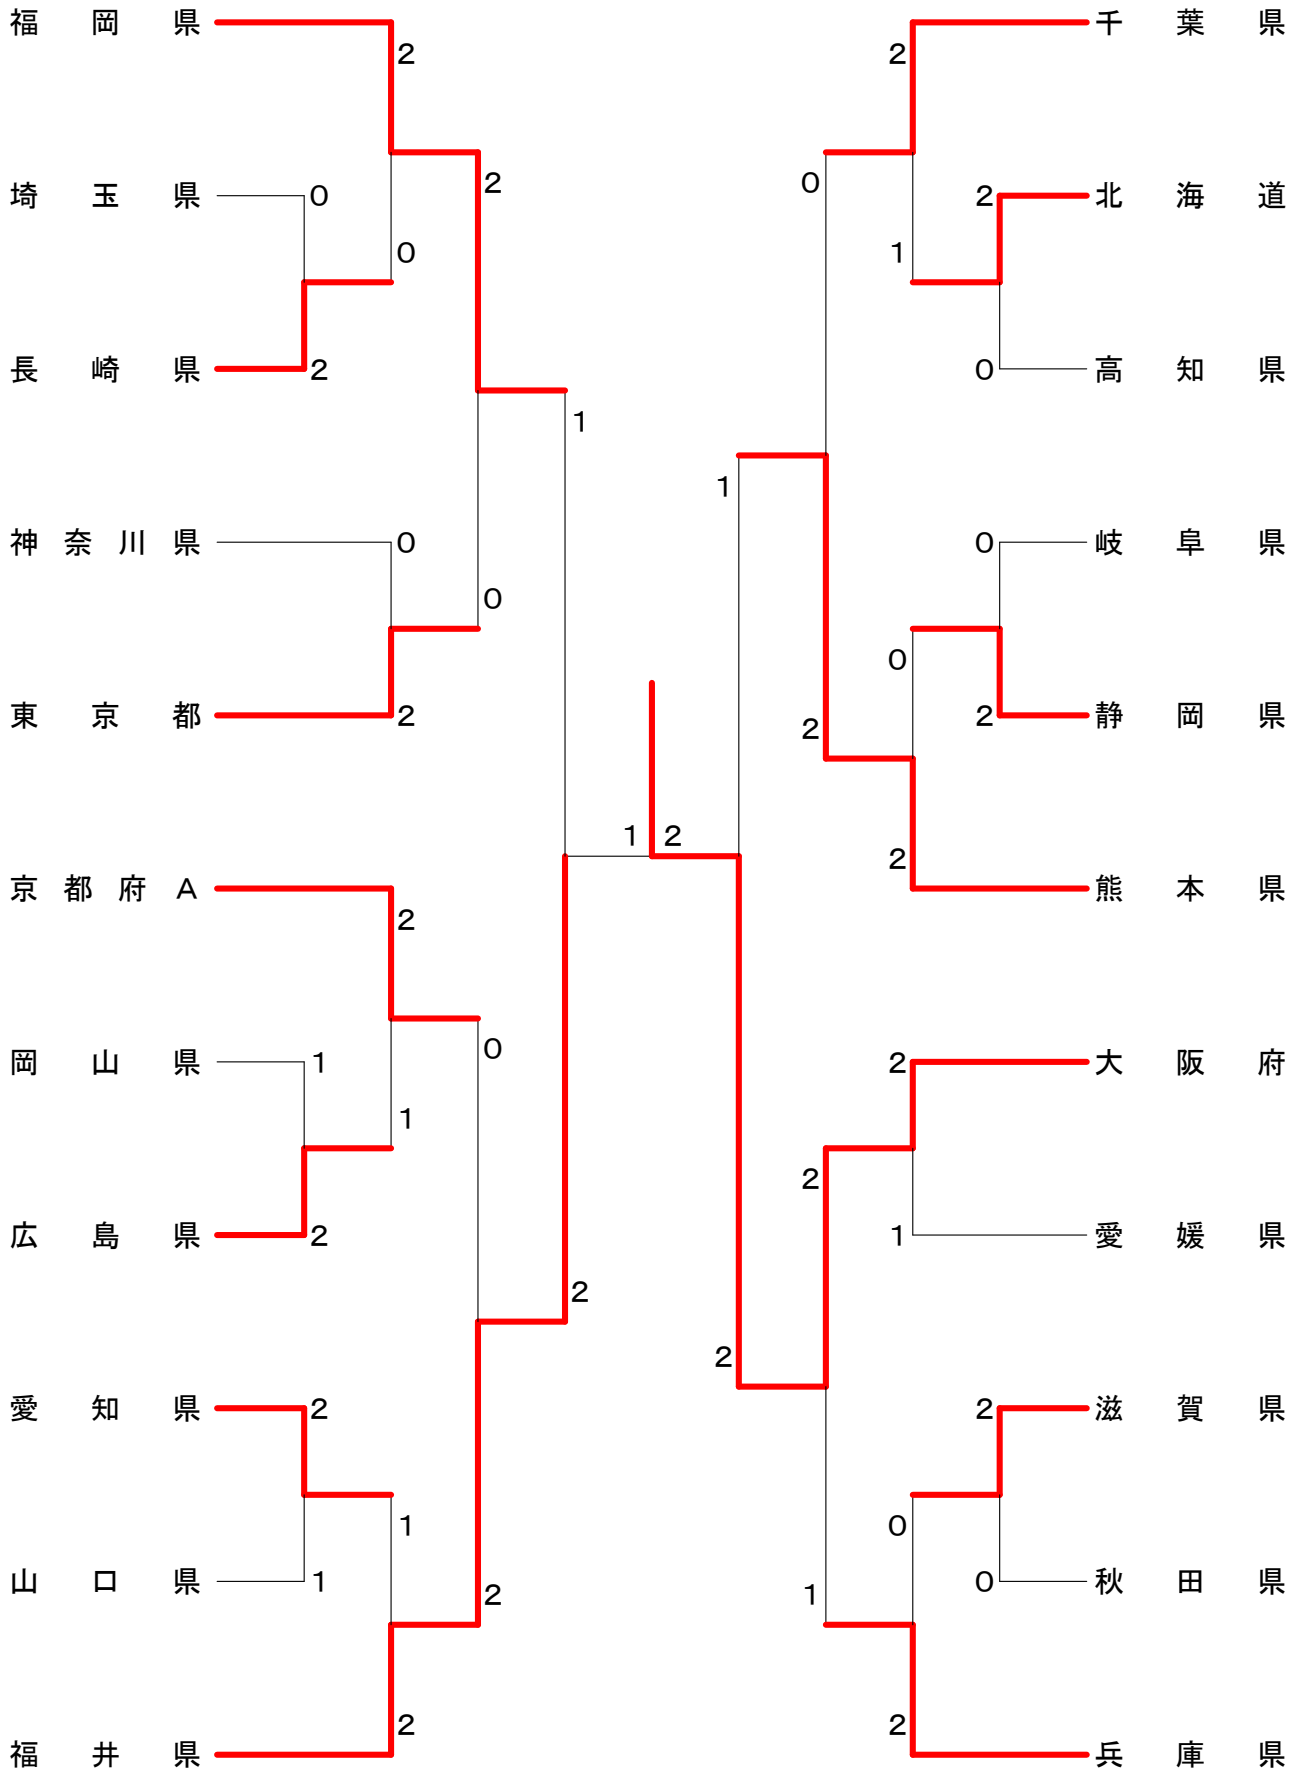 福岡県 2 2 千葉県
埼玉県 0 2 0 2 北海道
0 1
長崎県 2 0 高知県
1
1
神奈川県 0 0 岐阜県
0
0
東京都 2 2 2 静岡県
1 2
2
京都府A 2 熊本県
0
岡山県 1 2 大阪府
1
2
広島県 2 1 愛媛県
2
2
愛知県 2 2 滋賀県
1 0
山口県 1 2 1 0 秋田県
2 2
福井県 兵庫県